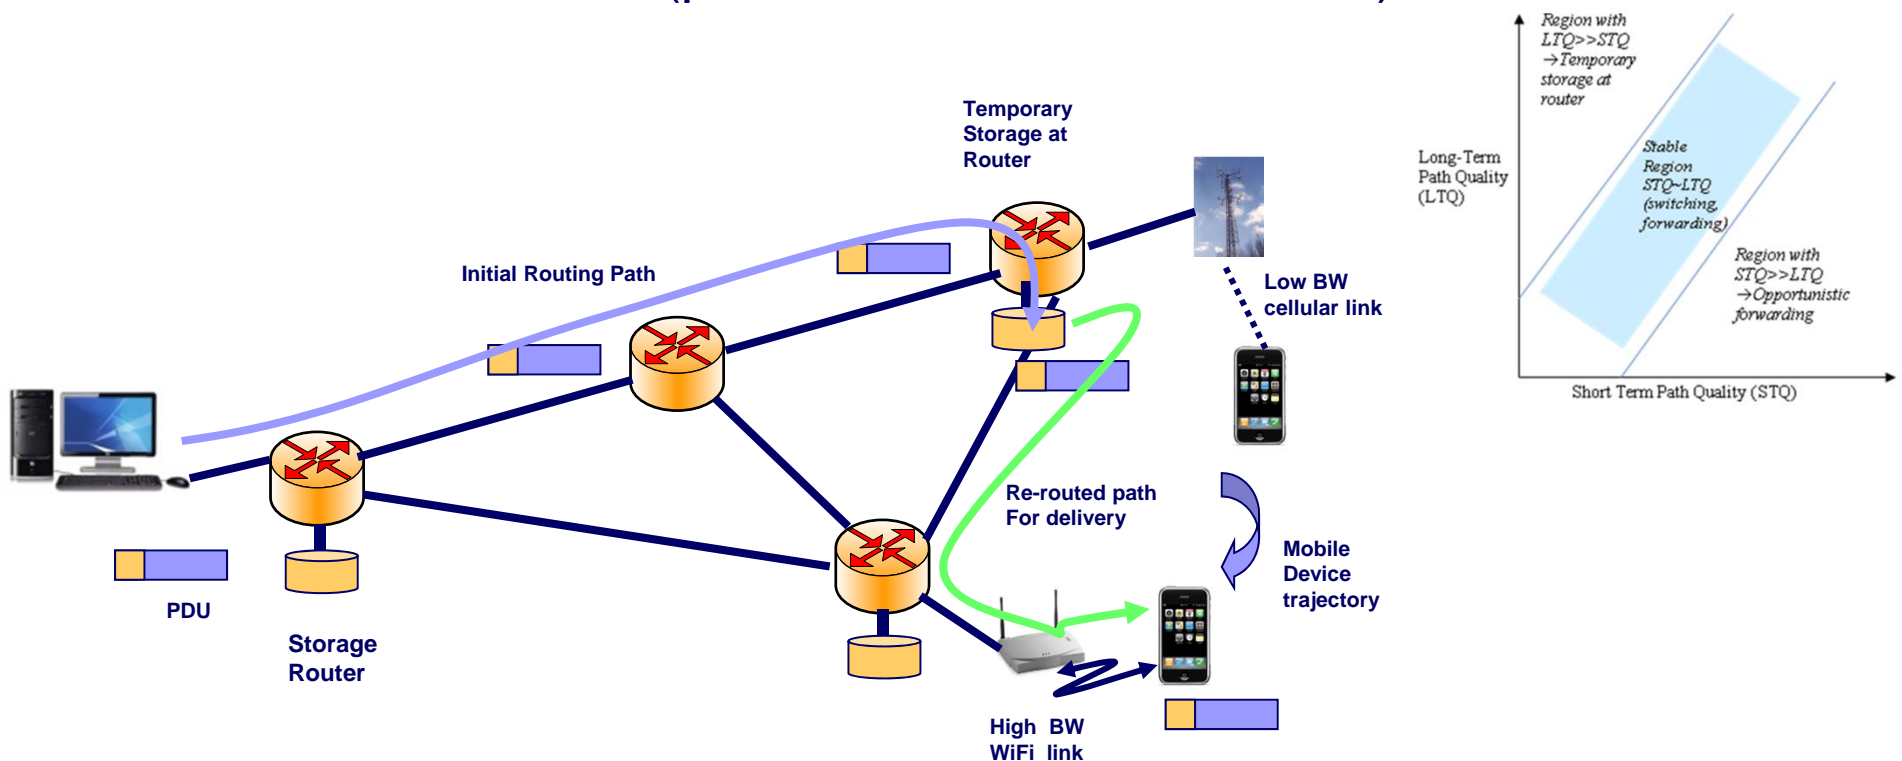 Temporary
Storage at
Router
Initial Routing Path
Low BW
cellular link
Re-routed path
For delivery
Mobile
Device
trajectory
PDU
Storage
Router
High BW
WiFi link
Region with
LTQ>>STQ
→Temporary
storage at
router
Long-Term
Path Quality
(LTQ)
Stable
Region
STQ~LTQ
(switching,
forwarding)
Region with
STQ>>LTQ
→Opportunistic
forwarding
Short Term Path Quality (STQ)